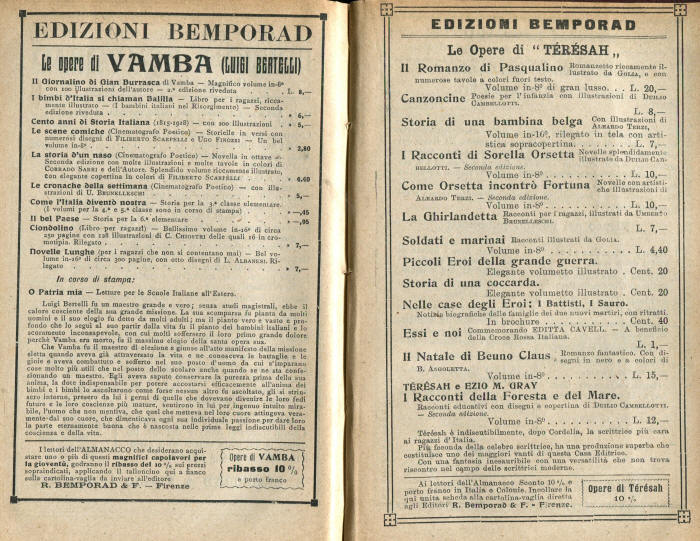 EDIZIONI BEMPORAD
Le opere di VAMBA (LUIGI BERTELLI)
Il Giornalino di Gian Burrasca di Vamba — Magnifico volume in-8º
con 100 illustrazioni dell'autore — 2.ª edizione riveduta . . . L. 8,—
I bimbi d'Italia si chiaman Balilla — Libro per i ragazzi, ricca-
mente illustrato — (I bambini italiani nel Risorgimento) — Seconda
edizione riveduta . . . » 6,—
Cento anni di Storia Italiana (1815-1918) — con 100 illustrazioni . » 5,—
Le scene comiche (Cinematografo Poetico) — Storielle in versi con
numerosi disegni di FILIBERTO SCARPELLI e UGO FIROZZI — Un bel
volume in-8º . . . 2,80
La storia d'un naso (Cinematografo Poetico) — Novella in ottave —
Seconda edizione con molte illustrazioni e molte tavole in colori di
CORRADO SARRI e dell'Autore. Splendido volume riccamente illustrato,
con elegante copertina in colori di FILIBERTO SCARPELLI . . . » 4,60
Le cronache della settimana (Cinematografo Poetico) — con illu-
strazioni di U. BRUNELLESCHI . . . » 5,—
Come l'Italia diventò nostra — Storia per la 3.ª classe elementare.
(I volumi per la 4.ª e 5.ª classe sono in corso di stampa) . . . » —,45
Il bel Paese — Storia per la 6.ª elementare . . . » —,95
Ciondolino (Libro per ragazzi) — Bellissimo volume in-16º di circa
250 pagine con 128 illustrazioni di C. CHIOSTRI delle quali 16 in cro-
motipia. Rilegato . . . » 7,—
Novelle Lunghe (per i ragazzi che non si contentano mai) — Bel vo-
lume in-16º di circa 300 pagine, con otto disegni di L. ALBANESI. Ri-
legato . . . » 7,—
In corso di stampa:
O Patria mia — Letture per le Scuole Italiane all'Estero.
Luigi Bertelli fu un maestro grande e vero; senza studi magistrali, ebbe il
calore cosciente della sua grande missione. La sua scomparsa fu pianta da molti
uomini e il suo elogio fu detto da molti adulti; ma il pianto vero e vasto e pro-
fondo che lo seguì al suo partir dalla vita fu il pianto dei bambini italiani e lo
sconforto inconsapevole, con cui molti soffersero il loro primo grande dolore
perchè Vamba era morto, fu il massimo elogio della santa opera sua.
Che Vamba fu il maestro di elezione e giunse all'atto manifesto della missione
eletta quando aveva già attraversato la vita e ne conosceva le battaglie e le
gioie e aveva combattuto e sofferto nel suo posto d'uomo da cui s'imparano
cose molto più utili che nel posto dello scolaro anche quando se ne sta confe-
zionando un maestro. Egli aveva saputo conservare la purezza prima della sua
anima, la dote indispensabile per potere accostarsi efficacemente all'anima dei
bimbi e i bimbi lo ascoltarono come forse nessun altro fu ascoltato, gli si strin-
sero intorno, presero da lui i germi di quelle che dovevano divenire le loro fedi
future e le loro coscienze più mature, sentirono in lui per ingenuo intuito mira-
bile, l'uomo che non mentiva, che quel che metteva nel loro cuore attingeva vera-
mente dal suo cuore, che dimenticava ogni sua individuale passione per dare loro
la parte eternamente buona che è nascosta nelle prime leggi indiscutibili della
coscienza e della vita.
I lettori dell'ALMANACCO che desiderano acqui-
stare uno o più di questi magnifici capolavori per
la gioventù, godranno il ribasso del 10 % sui prezzi
sopraindicati, applicando il talloncino qui a fianco
sulla cartolina-vaglia da inviare all'editore
R. BEMPORAD & F. — Firenze
Opere di VAMBA
ribasso 10 %
e porto franco
EDIZIONI BEMPORAD
Le Opere di “ TÉRÉSAH „
Il Romanzo di Pasqualino Romanzetto riccamente il-
lustrato da GOLIA, e con
numerose tavole a colori fuori testo.
Volume in-8º di gran lusso. . . L. 20,—
Canzoncine Poesie per l'infanzia con illustrazioni di DUILIO
CAMBELLOTTI.
L. 8,—
Storia di una bambina belga Con illustrazioni di
ALEARDO TERZI,
Volume in-16º, rilegato in tela con arti-
stica sopracopertina. . . . L. 7,—
I Racconti di Sorella Orsetta Novelle splendidamente
illustrate da DUILIO CAM-
BELLOTTI. — Seconda edizione.
Volume in-8º . . . L. 10,—
Come Orsetta incontrò Fortuna Novelle con artisti-
che illustrazioni di
ALEARDO TERZI. — Seconda edizione.
Volume in-8º . . . L. 10,—
La Ghirlandetta Racconti per i ragazzi, illustrati da UMBERTO
BRUNELLESCHI.
L. 7,—
Soldati e marinai Racconti illustrati da GOLIA.
Volume in-8º . . . L. 4,40
Piccoli Eroi della grande guerra.
Elegante volumetto illustrato . Cent. 20
Storia di una coccarda.
Elegante volumetto illustrato . Cent. 20
Nelle case degli Eroi: I Battisti, I Sauro.
Notizie biografiche delle famiglie dei due nuovi martiri, con ritratti.
In brochure . . . Cent. 40
Essi e noi Commemorando EDITTA CAVELL. — A beneficio
della Croce Rossa Italiana.
L. 1,—
Il Natale di Beuno Claus Romanzo fantastico. Con di-
segni in nero e a colori di
B. ANGOLETTA.
Volume in-8º . . . L. 15,—
TÉRÉSAH e EZIO M. GRAY
I Racconti della Foresta e del Mare.
Racconti educativi con disegni e copertina di DUILIO CAMBELLOTTI.
— Seconda edizione.
Volume in-8º . . . L. 12,—
Térésah è indiscutibilmente, dopo Cordelia, la scrittrice più cara
ai ragazzi d'Italia.
Più feconda della celebre scrittrice, ha una produzione superba che
costituisce uno dei maggiori vanti di questa Casa Editrice.
Con una fantasia inesauribile con una versatilità che non trova
riscontro nel campo delle scrittrici moderne.
Ai lettori dell'Almanacco Sconto 10 % e
porto franco in Italia e Colonie. Incollare la
qui unita scheda alla cartolina-vaglia diretta
agli Editori R. Bemporad & F. - Firenze.
Opere di Térésah
10 %